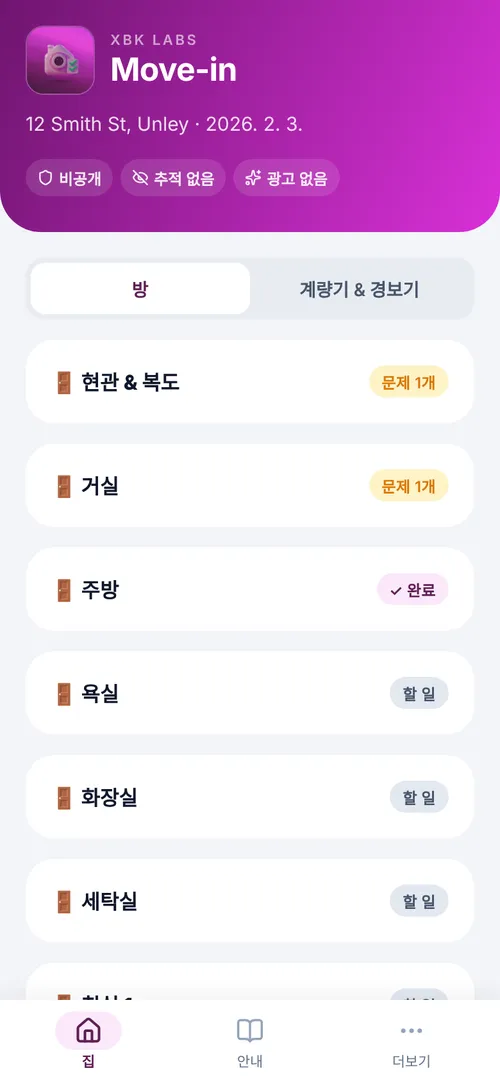 XBK LABS
Move-in
12 Smith St, Unley · 2026. 2. 3.
비공개
추적 없음
광고 없음
방
계량기 & 경보기
현관 & 복도
문제 1개
거실
문제 1개
주방
완료
욕실
할 일
화장실
할 일
세탁실
할 일
집
안내
더보기